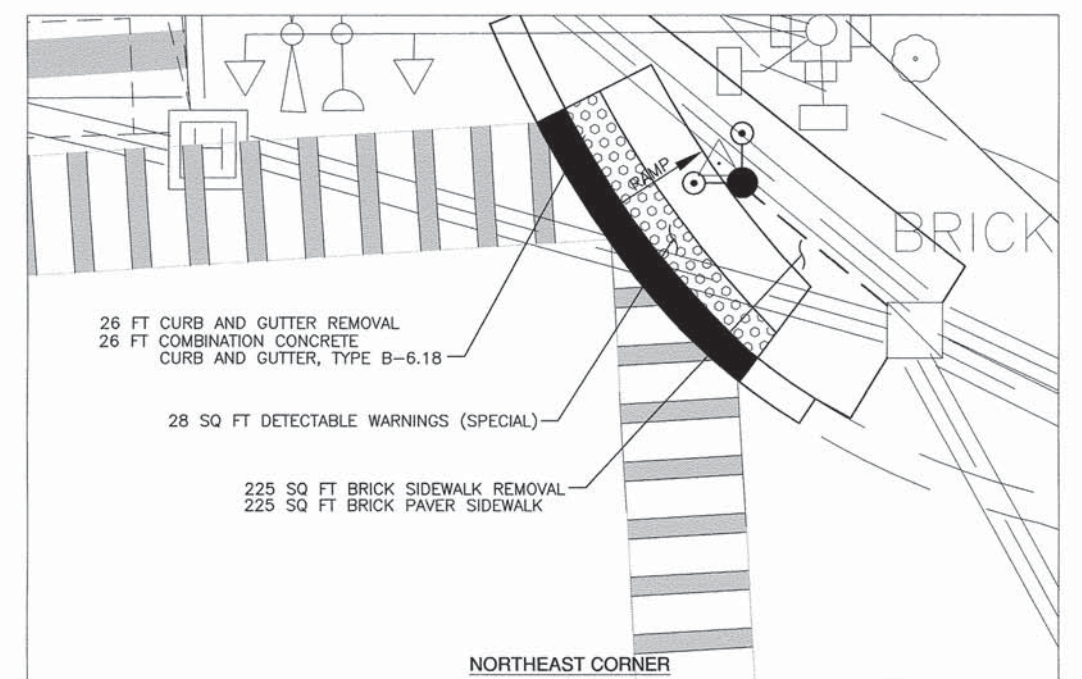 RAMP
BRICK
26 FT CURB AND GUTTER REMOVAL
26 FT COMBINATION CONCRETE
CURB AND GUTTER, TYPE B-6.18
28 SQ FT DETECTABLE WARNINGS (SPECIAL)
225 SQ FT BRICK SIDEWALK REMOVAL
225 SQ FT BRICK PAVER SIDEWALK
NORTHEAST CORNER